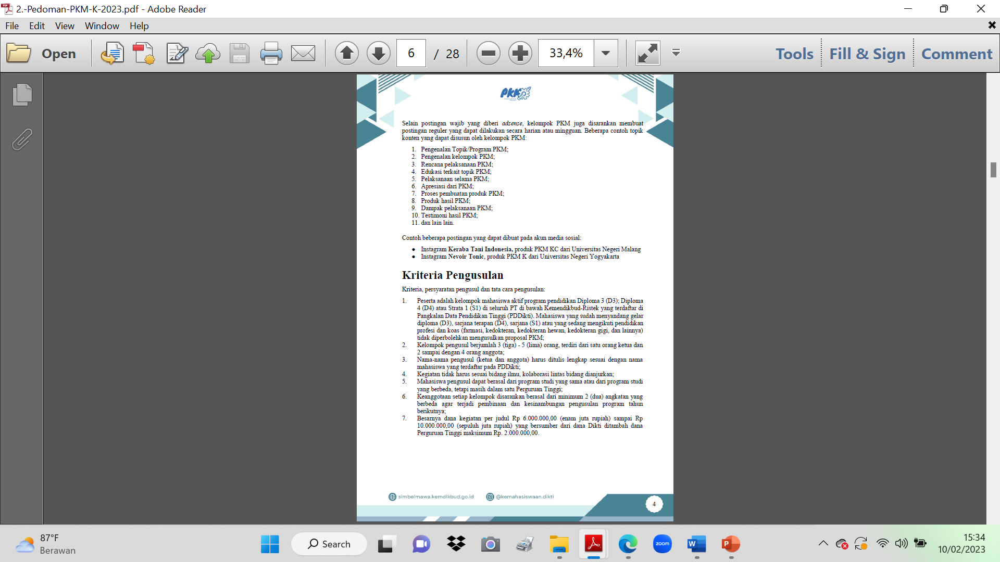 2.-Pedoman-PKM-K-2023.pdf - Adobe Reader
File Edit View Window Help
Open
6 / 28
33,4%
Tools Fill & Sign Comment
PKK
Selain postingan wajib yang diberi adsense, kelompok PKM juga disarankan membuat
postingan reguler yang dapat dilakukan secara harian atau mingguan. Beberapa contoh topik
konten yang dapat disusun oleh kelompok PKM:
1. Pengenalan Topik/Program PKM;
2. Pengenalan kelompok PKM;
3. Rencana pelaksanaan PKM;
4. Edukasi terkait topik PKM;
5. Pelaksanaan selama PKM;
6. Apresiasi dari PKM;
7. Proses pembuatan produk PKM;
8. Produk hasil PKM;
9. Dampak pelaksanaan PKM;
10. Testimoni hasil PKM;
11. dan lain lain.
Contoh beberapa postingan yang dapat dibuat pada akun media sosial:
● Instagram Keraba Tani Indonesia, produk PKM KC dari Universitas Negeri Malang
● Instagram Nevoir Tonic, produk PKM K dari Universitas Negeri Yogyakarta
Kriteria Pengusulan
Kriteria, persyaratan pengusul dan tata cara pengusulan:
1. Peserta adalah kelompok mahasiswa aktif program pendidikan Diploma 3 (D3); Diploma
4 (D4) atau Strata 1 (S1) di seluruh PT di bawah Kemendikbud-Ristek yang terdaftar di
Pangkalan Data Pendidikan Tinggi (PDDikti). Mahasiswa yang sudah menyandang gelar
diploma (D3), sarjana terapan (D4), sarjana (S1) atau yang sedang mengikuti pendidikan
profesi dan koas (farmasi, kedokteran, kedokteran hewan, kedokteran gigi, dan lainnya)
tidak diperbolehkan mengusulkan proposal PKM;
2. Kelompok pengusul berjumlah 3 (tiga) - 5 (lima) orang, terdiri dari satu orang ketua dan
2 sampai dengan 4 orang anggota;
3. Nama-nama pengusul (ketua dan anggota) harus ditulis lengkap sesuai dengan nama
mahasiswa yang terdaftar pada PDDikti;
4. Kegiatan tidak harus sesuai bidang ilmu, kolaborasi lintas bidang dianjurkan;
5. Mahasiswa pengusul dapat berasal dari program studi yang sama atau dari program studi
yang berbeda, tetapi masih dalam satu Perguruan Tinggi;
6. Keanggotaan setiap kelompok disarankan berasal dari minimum 2 (dua) angkatan yang
berbeda agar terjadi pembinaan dan kesinambungan pengusulan program tahun
berikutnya;
7. Besarnya dana kegiatan per judul Rp 6.000.000,00 (enam juta rupiah) sampai Rp
10.000.000,00 (sepuluh juta rupiah) yang bersumber dari dana Dikti ditambah dana
Perguruan Tinggi maksimum Rp. 2.000.000,00.
simbelmawa.kemdikbud.go.id @kemahasiswaan.dikti
4
87°F
Berawan
Search
zoom
15:34
10/02/2023